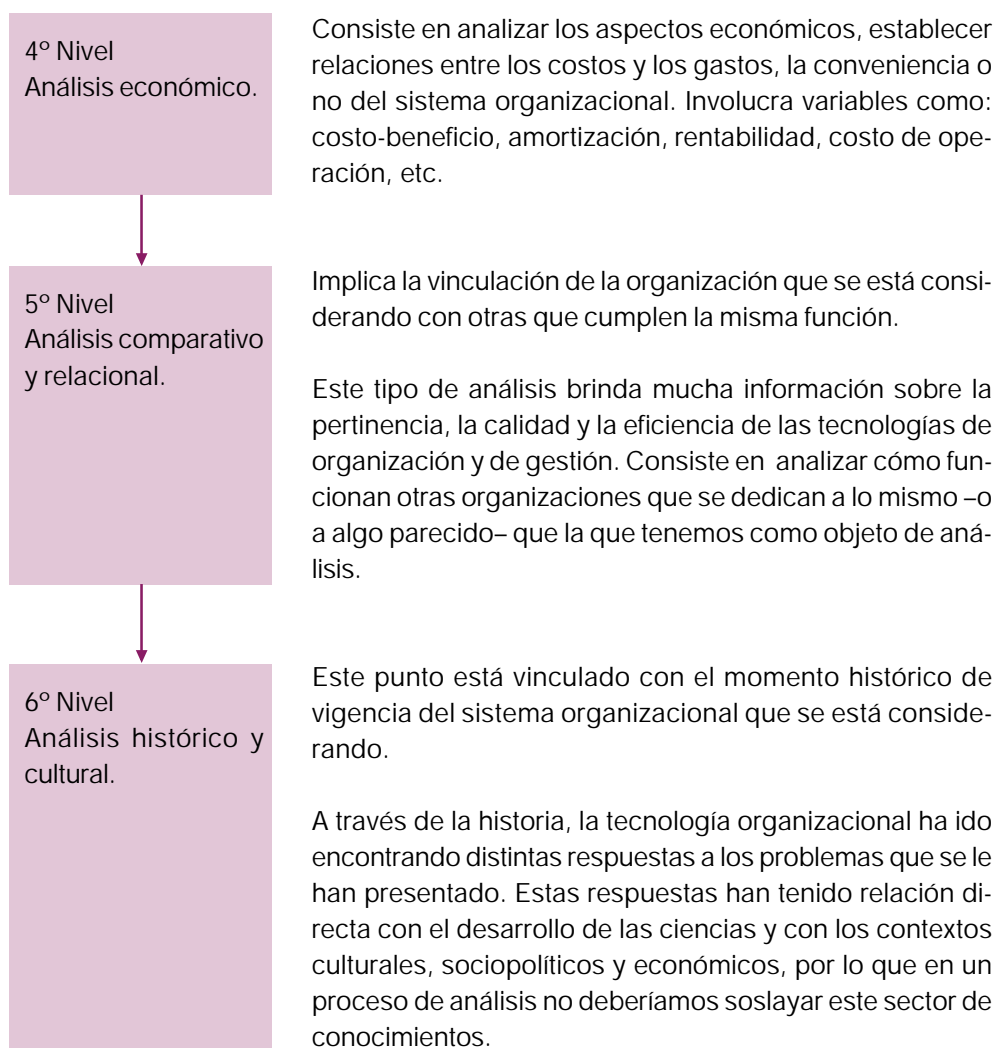 4º Nivel
Análisis económico.
Consiste en analizar los aspectos económicos, establecer
relaciones entre los costos y los gastos, la conveniencia o
no del sistema organizacional. Involucra variables como:
costo-beneficio, amortización, rentabilidad, costo de ope-
ración, etc.
5º Nivel
Análisis comparativo
y relacional.
Implica la vinculación de la organización que se está consi-
derando con otras que cumplen la misma función.
Este tipo de análisis brinda mucha información sobre la
pertinencia, la calidad y la eficiencia de las tecnologías de
organización y de gestión. Consiste en analizar cómo fun-
cionan otras organizaciones que se dedican a lo mismo –o
a algo parecido– que la que tenemos como objeto de aná-
lisis.
6º Nivel
Análisis histórico y
cultural.
Este punto está vinculado con el momento histórico de
vigencia del sistema organizacional que se está conside-
rando.
A través de la historia, la tecnología organizacional ha ido
encontrando distintas respuestas a los problemas que se le
han presentado. Estas respuestas han tenido relación di-
recta con el desarrollo de las ciencias y con los contextos
culturales, sociopolíticos y económicos, por lo que en un
proceso de análisis no deberíamos soslayar este sector de
conocimientos.